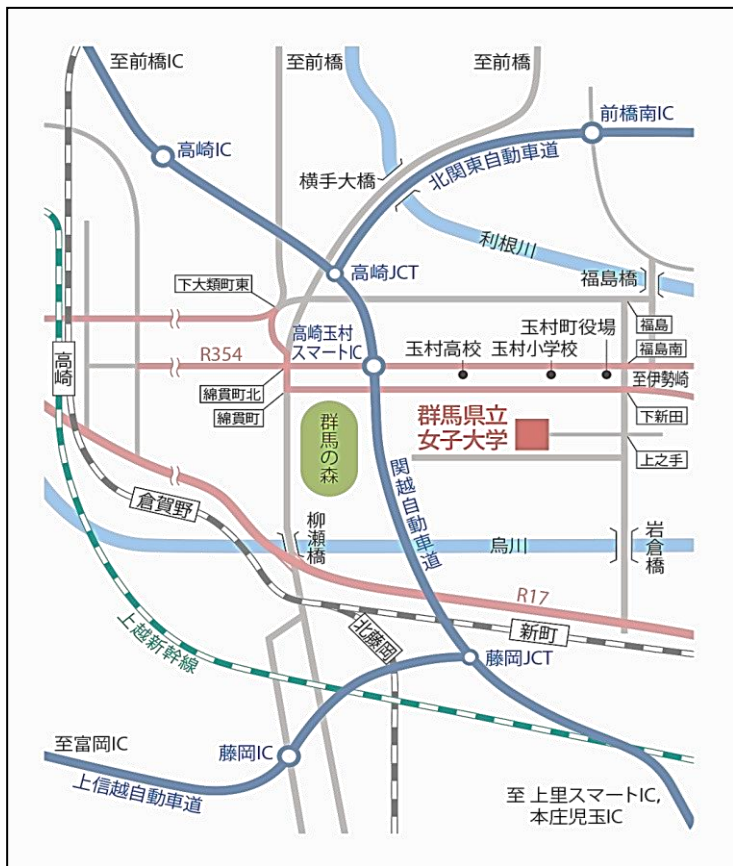 至前橋IC
至前橋
至前橋
前橋南IC
高崎IC
北関東自動車道
横手大橋
利根川
高崎JCT
福島橋
下大類町東
福島
高崎玉村
スマートIC
玉村町役場
玉村高校
玉村小学校
福島南
R354
高崎
至伊勢崎
綿貫町北
綿貫町
下新田
群馬の森
群馬県立
女子大学
上之手
関越自動車道
倉賀野
柳瀬橋
烏川
岩倉橋
R17
北藤岡
新町
上越新幹線
藤岡JCT
至富岡IC
藤岡IC
上信越自動車道
至 上里スマートIC,
本庄児玉IC